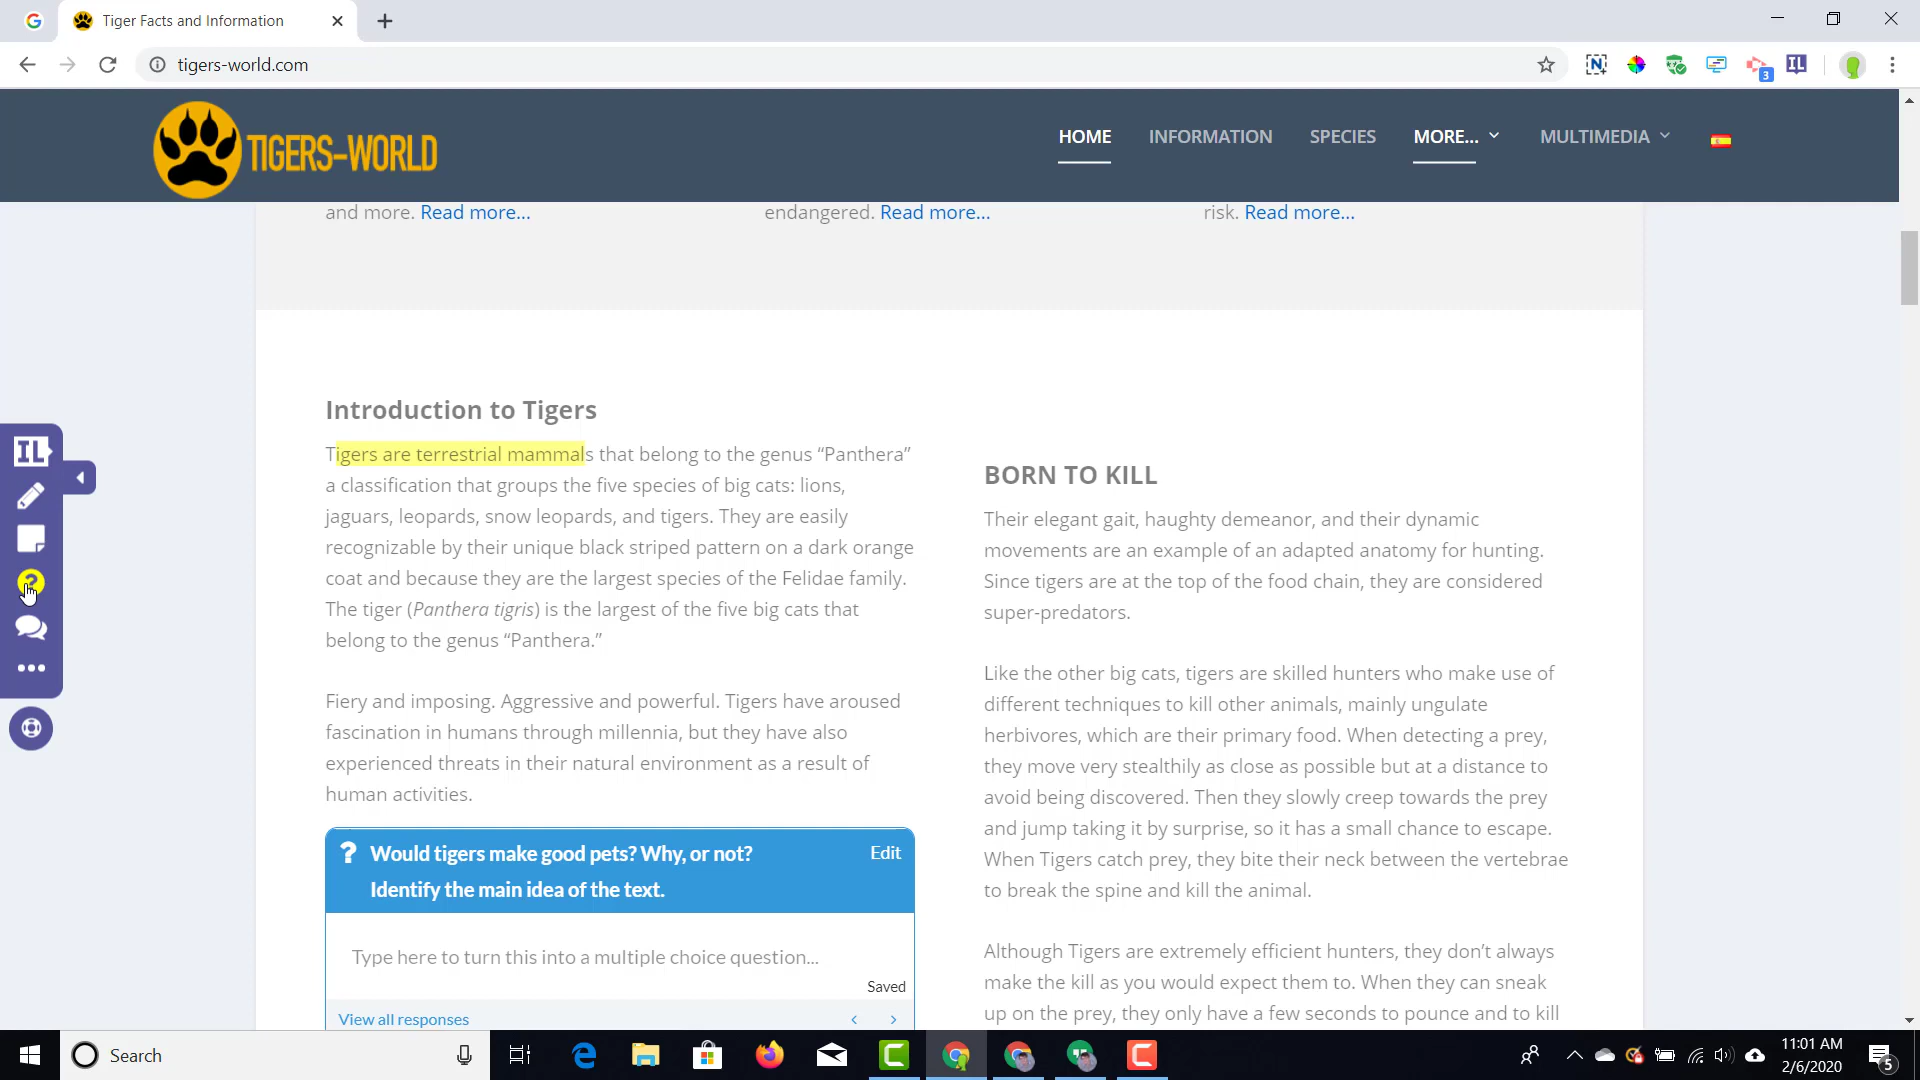 Tiger Facts and Information
tigers-world.com
3
IL
TIGERS-WORLD
HOME
INFORMATION
SPECIES
MORE...
MULTIMEDIA
and more. Read more...
endangered. Read more...
risk. Read more...
IL
Introduction to Tigers
Tigers are terrestrial mammals that belong to the genus “Panthera”
a classification that groups the five species of big cats: lions,
jaguars, leopards, snow leopards, and tigers. They are easily
recognizable by their unique black striped pattern on a dark orange
coat and because they are the largest species of the Felidae family.
The tiger (Panthera tigris) is the largest of the five big cats that
belong to the genus “Panthera.”
Fiery and imposing. Aggressive and powerful. Tigers have aroused
fascination in humans through millennia, but they have also
experienced threats in their natural environment as a result of
human activities.
? Would tigers make good pets? Why, or not?
Edit
Identify the main idea of the text.
Type here to turn this into a multiple choice question...
Saved
View all responses
BORN TO KILL
Their elegant gait, haughty demeanor, and their dynamic
movements are an example of an adapted anatomy for hunting.
Since tigers are at the top of the food chain, they are considered
super-predators.
Like the other big cats, tigers are skilled hunters who make use of
different techniques to kill other animals, mainly ungulate
herbivores, which are their primary food. When detecting a prey,
they move very stealthily as close as possible but at a distance to
avoid being discovered. Then they slowly creep towards the prey
and jump taking it by surprise, so it has a small chance to escape.
When Tigers catch prey, they bite their neck between the vertebrae
to break the spine and kill the animal.
Although Tigers are extremely efficient hunters, they don’t always
make the kill as you would expect them to. When they can sneak
up on the prey, they only have a few seconds to pounce and to kill
Search
11:01 AM
2/6/2020
5